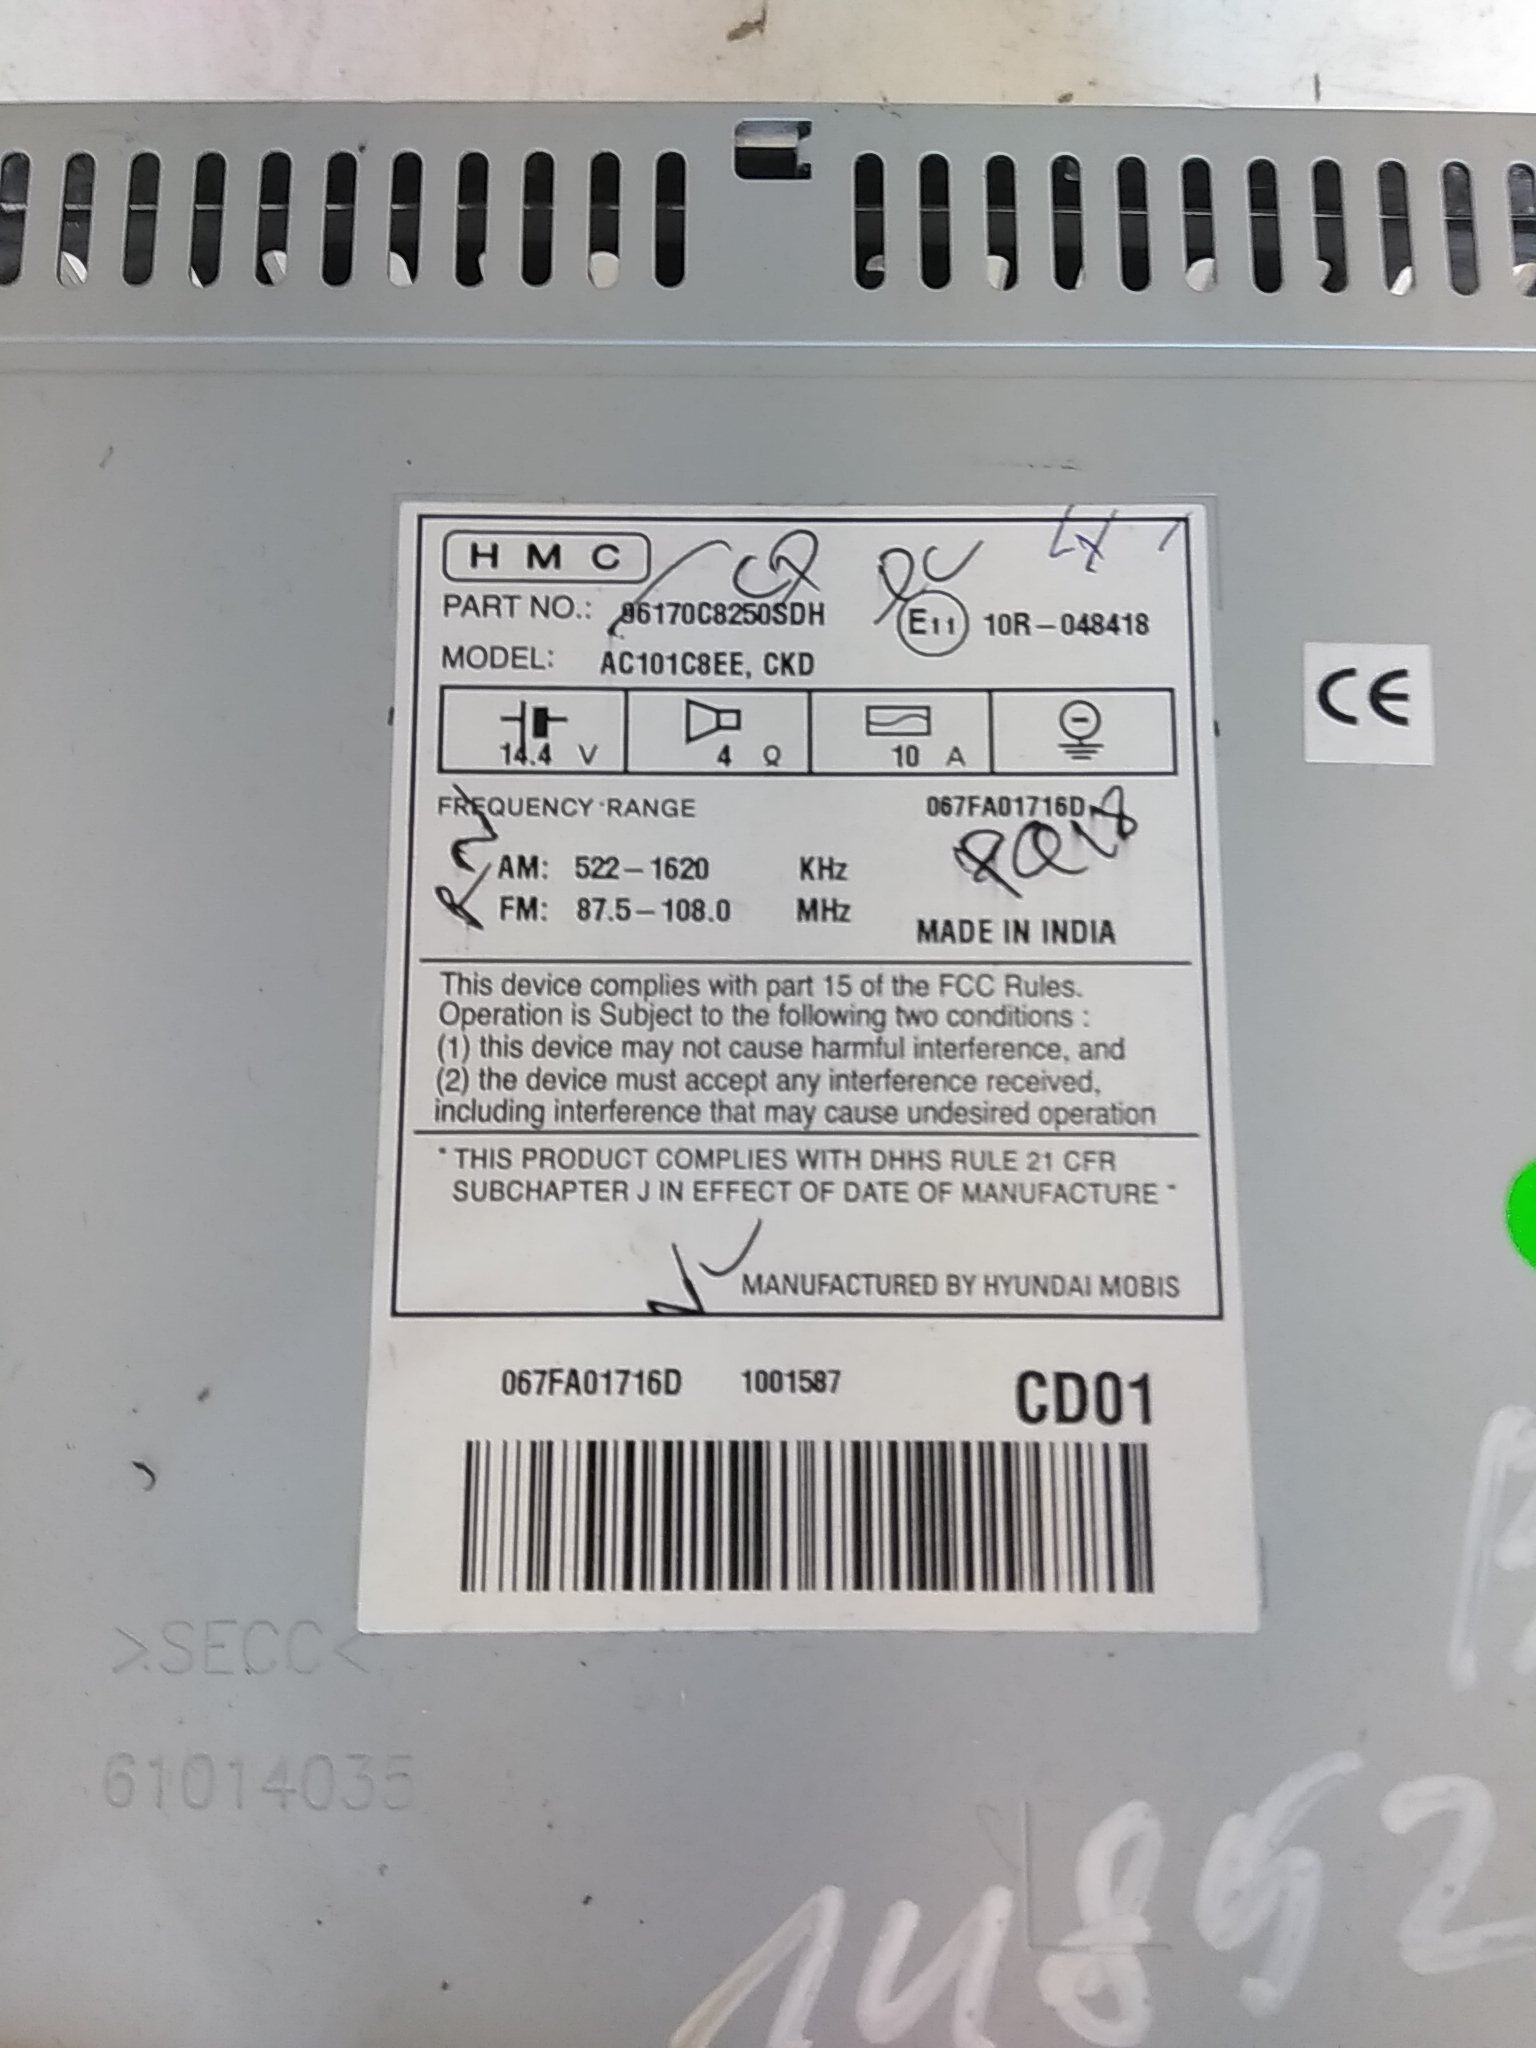 HMC
PART NO.: 96170C8250SDH E11 10R-048418
MODEL: AC101C8EE, CKD
14.4 V 4 Ω 10 A
FREQUENCY RANGE 067FA01716D
AM: 522-1620 KHz
FM: 87.5-108.0 MHz
MADE IN INDIA
This device complies with part 15 of the FCC Rules.
Operation is Subject to the following two conditions :
(1) this device may not cause harmful interference, and
(2) the device must accept any interference received,
including interference that may cause undesired operation
" THIS PRODUCT COMPLIES WITH DHHS RULE 21 CFR
SUBCHAPTER J IN EFFECT OF DATE OF MANUFACTURE "
MANUFACTURED BY HYUNDAI MOBIS
CE
067FA01716D 1001587 CD01
>SECC<
61014035